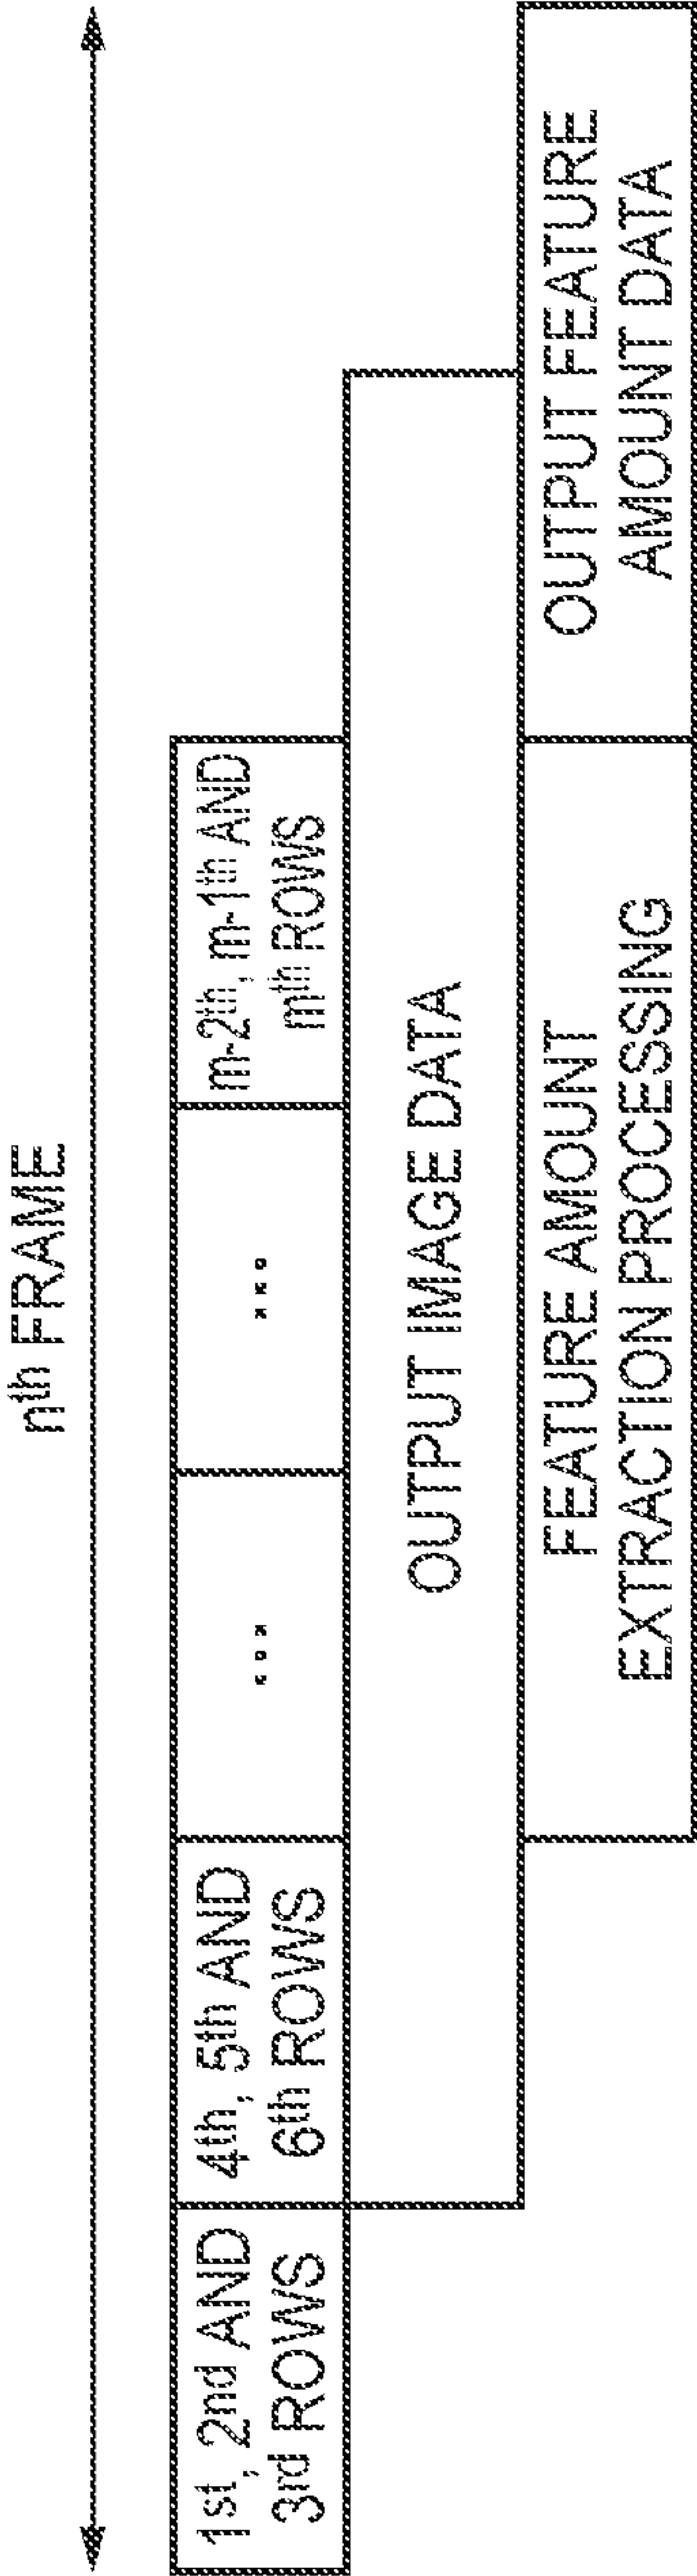 nth FRAME
1st, 2nd AND
3rd ROWS
4th, 5th AND
6th ROWS
...
...
m-2th, m-1th AND
mth ROWS
OUTPUT IMAGE DATA
FEATURE AMOUNT
EXTRACTION PROCESSING
OUTPUT FEATURE
AMOUNT DATA